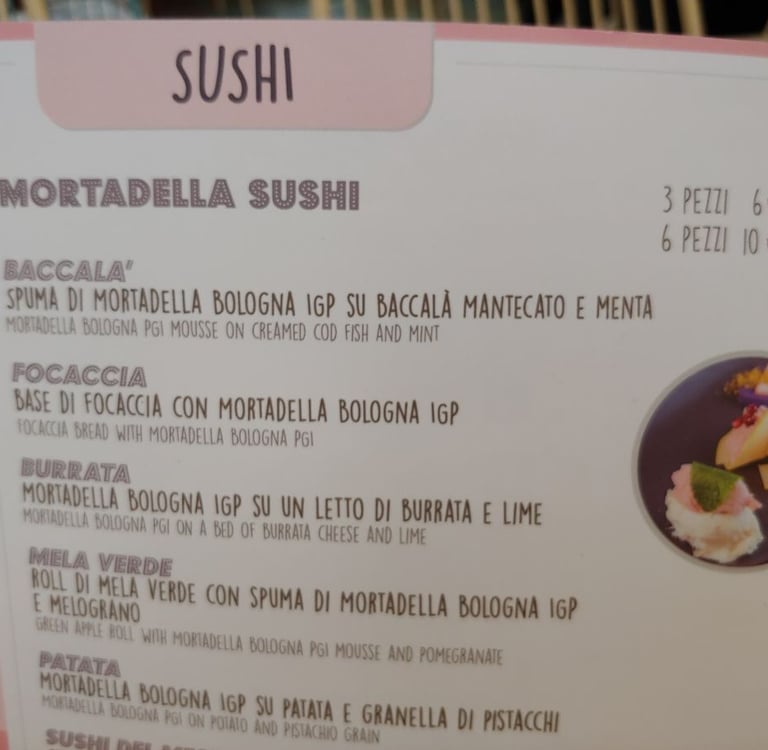 SUSHI
MORTADELLA SUSHI
3 PEZZI 6
6 PEZZI 10
BACCALA'
SPUMA DI MORTADELLA BOLOGNA IGP SU BACCALÀ MANTECATO E MENTA
MORTADELLA BOLOGNA PGI MOUSSE ON CREAMED COD FISH AND MINT
FOCACCIA
BASE DI FOCACCIA CON MORTADELLA BOLOGNA IGP
FOCACCIA BREAD WITH MORTADELLA BOLOGNA PGI
BURRATA
MORTADELLA BOLOGNA IGP SU UN LETTO DI BURRATA E LIME
MORTADELLA BOLOGNA PGI ON A BED OF BURRATA CHEESE AND LIME
MELA VERDE
ROLL DI MELA VERDE CON SPUMA DI MORTADELLA BOLOGNA IGP
E MELOGRANO
GREEN APPLE ROLL WITH MORTADELLA BOLOGNA PGI MOUSSE AND POMEGRANATE
PATATA
MORTADELLA BOLOGNA IGP SU PATATA E GRANELLA DI PISTACCHI
MORTADELLA BOLOGNA PGI ON POTATO AND PISTACHIO GRAIN
SUSHI DEL